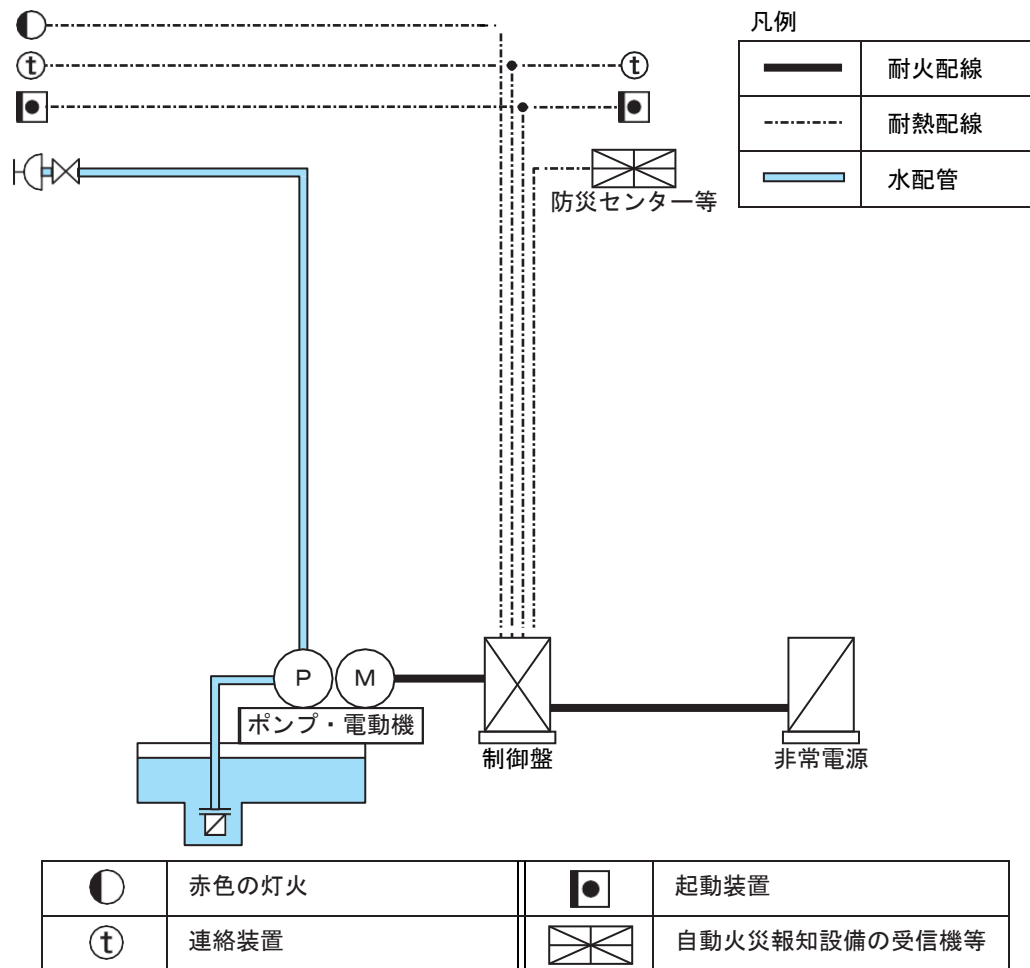 凡例
t
t
耐火配線
耐熱配線
水配管
防災センター等
P
M
ポンプ・電動機
制御盤
非常電源
赤色の灯火
起動装置
t
連絡装置
自動火災報知設備の受信機等